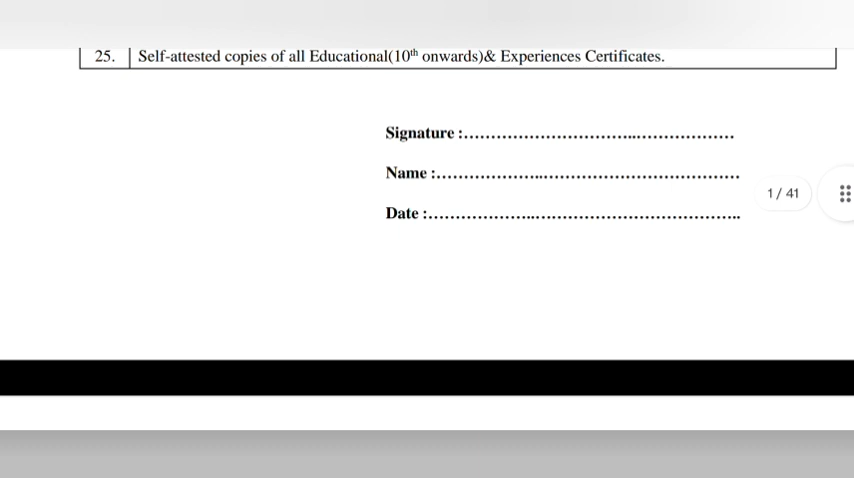 25. Self-attested copies of all Educational(10th onwards)& Experiences Certificates.
Signature :..........................................................
Name :..........................................................
1 / 41
Date :..........................................................